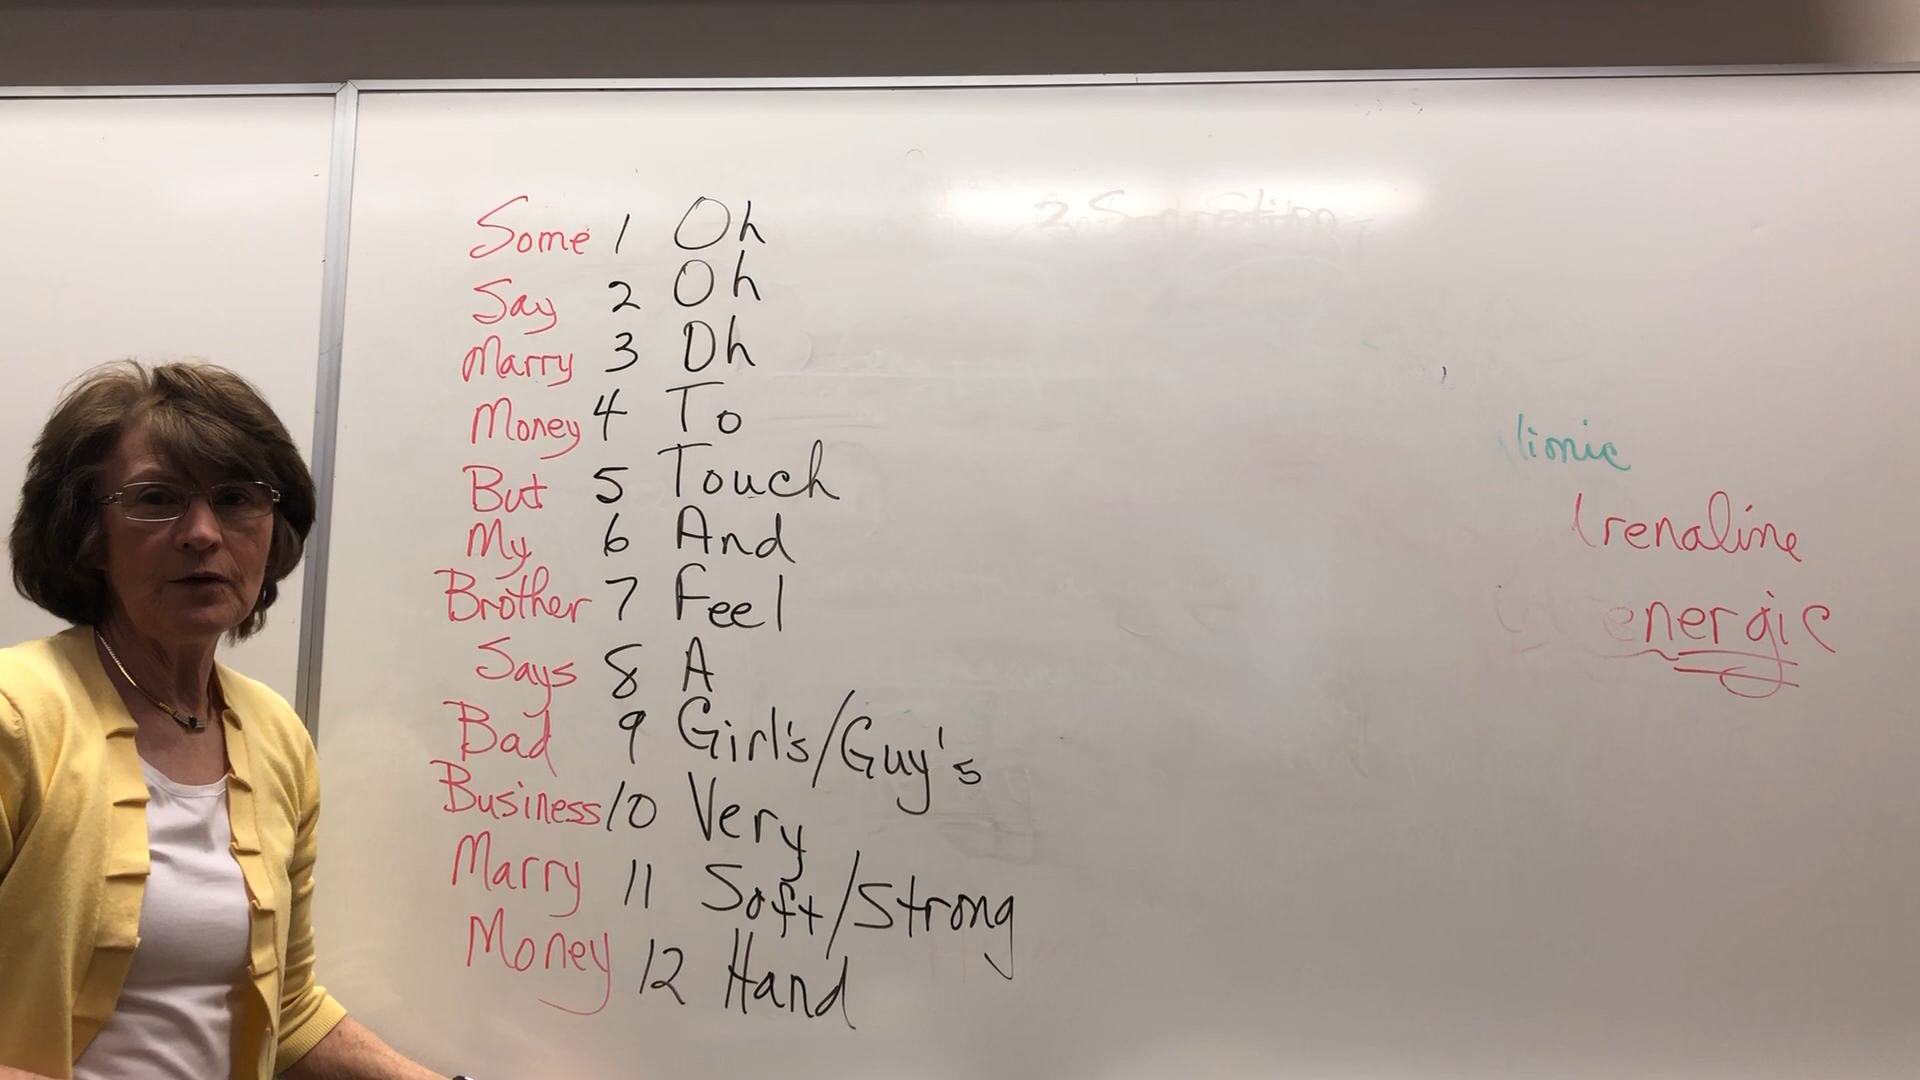 Some 1 Oh
Say 2 Oh
Marry 3 Oh
Money 4 To
But 5 Touch
My 6 And
Brother 7 Feel
Says 8 A
Bad 9 Girl's/Guy's
Business 10 Very
Marry 11 Soft/Strong
Money 12 Hand
lionic
renaline
energic